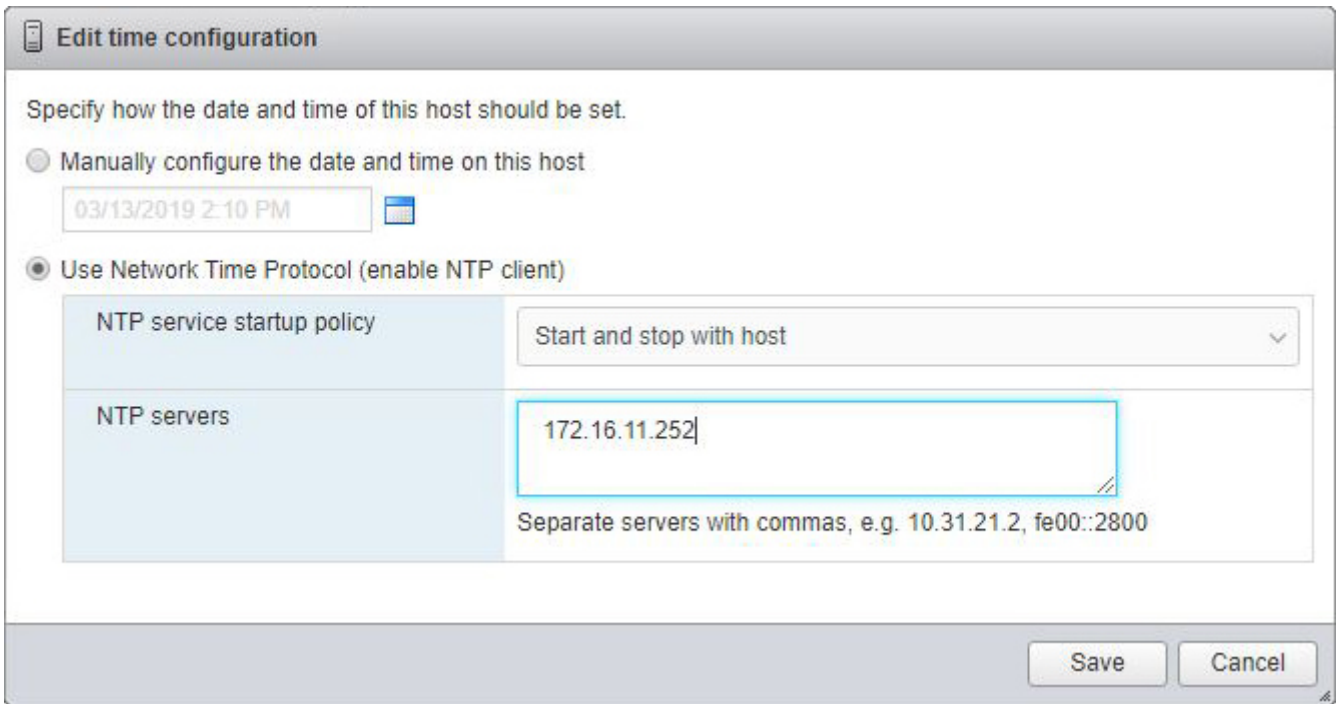 Edit time configuration
Specify how the date and time of this host should be set.
Manually configure the date and time on this host
03/13/2019 2:10 PM
Use Network Time Protocol (enable NTP client)
NTP service startup policy
Start and stop with host
NTP servers
172.16.11.252
Separate servers with commas, e.g. 10.31.21.2, fe00::2800
Save Cancel